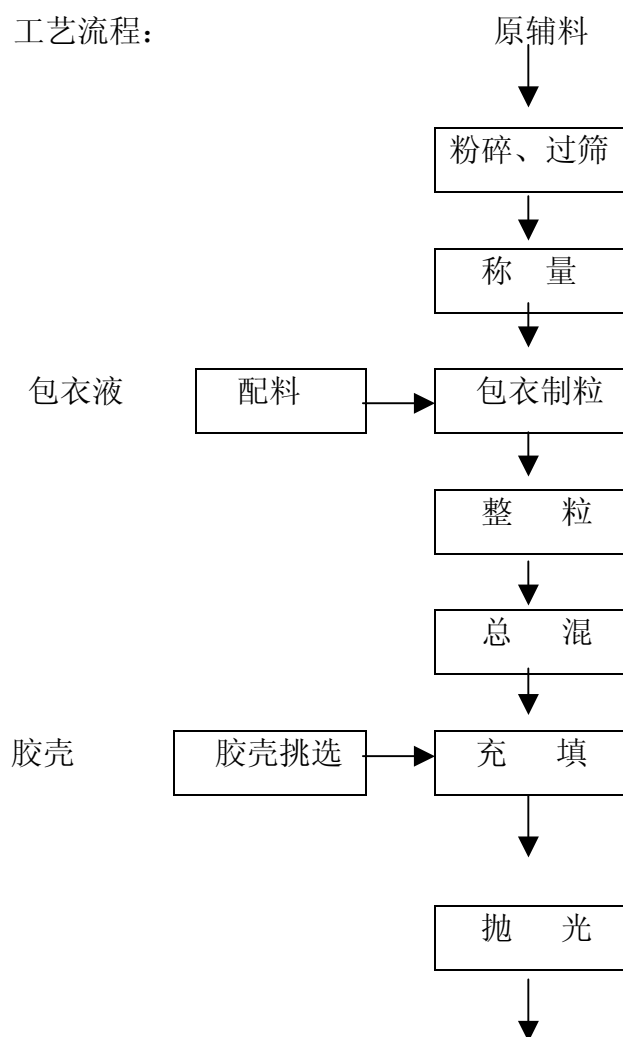 工艺流程： 原辅料
粉碎、过筛
称 量
包衣液 配料 包衣制粒
整 粒
总 混
胶壳 胶壳挑选 充 填
抛 光